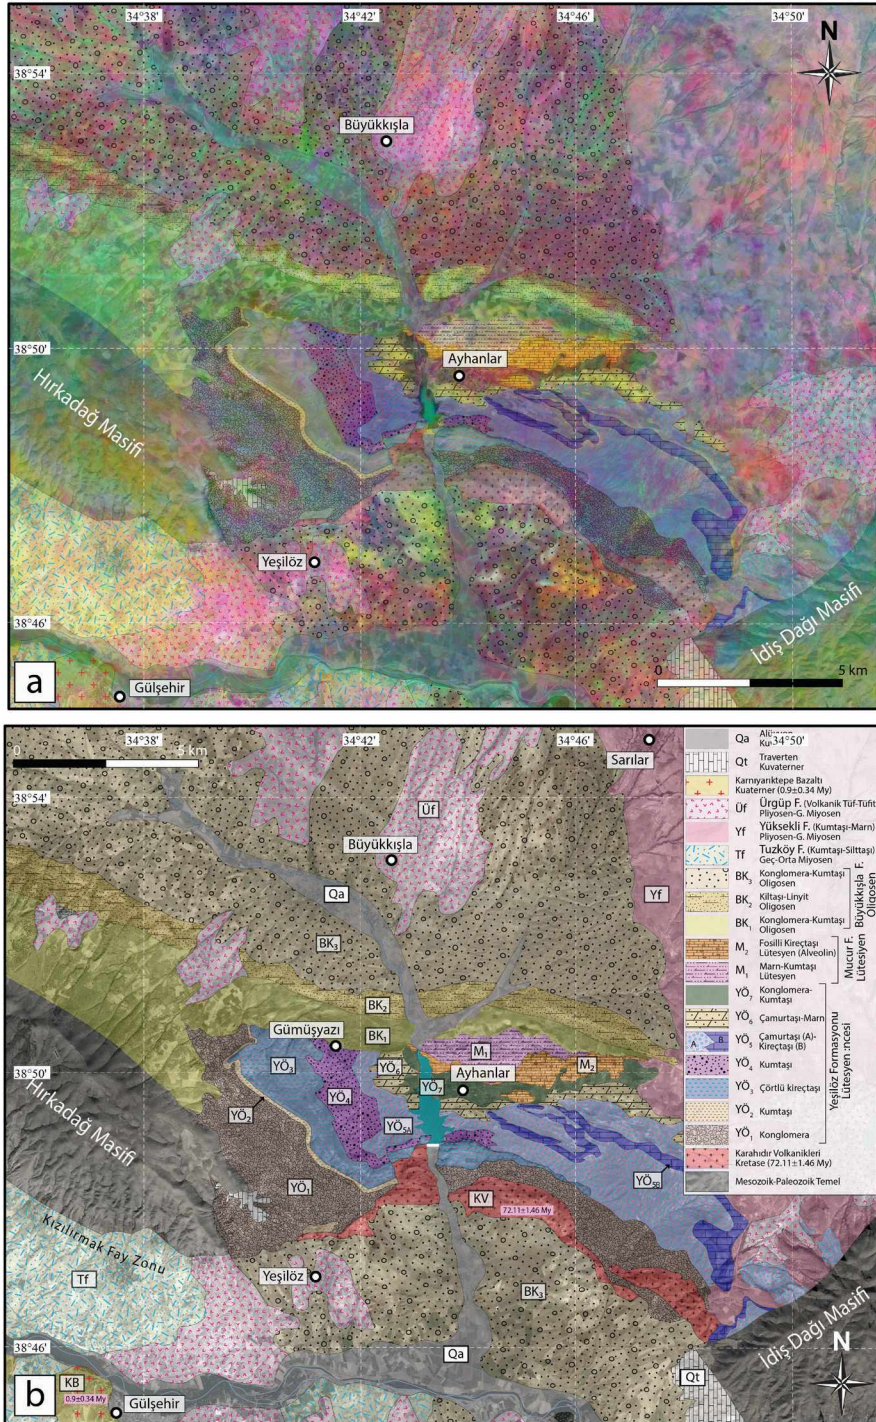 34°38'
34°42'
34°46'
34°50'
N
38°54'
Büyükkışla
38°50'
Ayhanlar
Hırkadağ Masifi
Yeşilöz
38°46'
İdiş Dağı Masifi
0
5 km
a
Gülşehir
34°38'
34°42'
34°46'
34°50'
0
5 km
Sarılar
38°54'
Üf
Büyükkışla
Qa
Yf
BK3
BK2
Gümüşyazı
BK1
M1
YÖ3
YÖ6
M2
38°50'
YÖ7
Ayhanlar
YÖ4
YÖ2
YÖ5A
Hırkadağ Masifi
YÖ5B
YÖ1
KV
72.11±1.46 My
Kızılırmak Fay Zonu
Yeşilöz
Tf
BK3
38°46'
Qa
İdiş Dağı Masifi
N
Qt
KB
0.9±0.34 My
b
Gülşehir
Qa
Qt Traverten
Kuvaterner
Karnıyarıktepe Bazaltı
Kuaterner (0.9±0.34 My)
Üf Ürgüp F. (Volkanik Tüf-Tüfit)
Pliyosen-G. Miyosen
Yf Yüksekli F. (Kumtaşı-Marn)
Pliyosen-G. Miyosen
Tf Tuzköy F. (Kumtaşı-Silttaşı)
Geç-Orta Miyosen
BK3 Konglomera-Kumtaşı
Oligosen
BK2 Kiltaşı-Linyit
Oligosen
BK1 Konglomera-Kumtaşı
Oligosen
Büyükkışla F.
Oligosen
M2 Fosilli Kireçtaşı
Lütesiyen (Alveolin)
M1 Marn-Kumtaşı
Lütesiyen
Mucur F.
Lütesiyen
YÖ7 Konglomera-
Kumtaşı
YÖ6 Çamurtaşı-Marn
A B YÖ5 Çamurtaşı (A)-
Kireçtaşı (B)
YÖ4 Kumtaşı
YÖ3 Çörtlü kireçtaşı
YÖ2 Kumtaşı
YÖ1 Konglomera
Yeşilöz Formasyonu
Lütesiyen :ncesi
Karahıdır Volkanikleri
Kretase (72.11±1.46 My)
Mesozoik-Paleozoik Temel